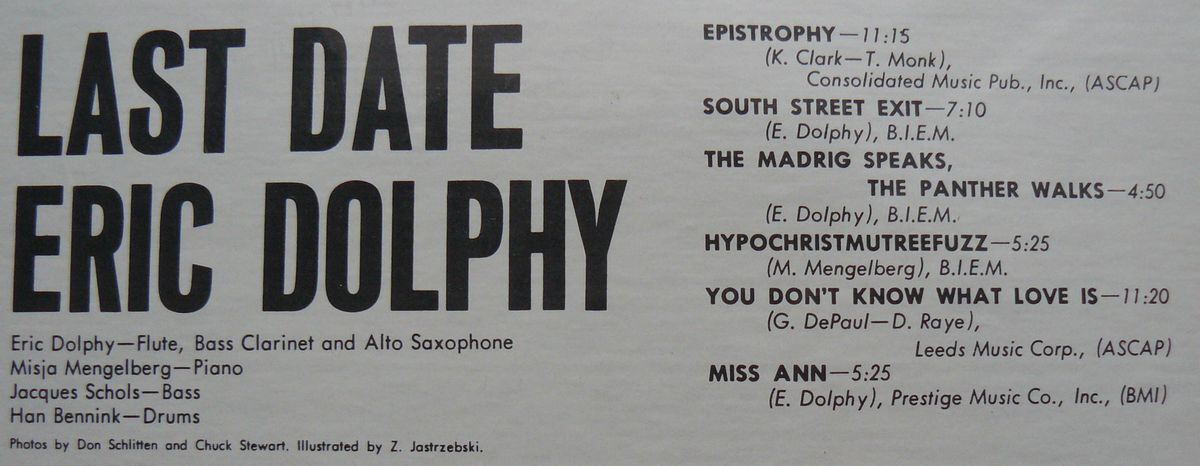 LAST DATE
ERIC DOLPHY
Eric Dolphy—Flute, Bass Clarinet and Alto Saxophone
Misja Mengelberg—Piano
Jacques Schols—Bass
Han Bennink—Drums
Photos by Don Schlitten and Chuck Stewart. Illustrated by Z. Jastrzebski.
EPISTROPHY—11:15
(K. Clark—T. Monk),
Consolidated Music Pub., Inc., (ASCAP)
SOUTH STREET EXIT—7:10
(E. Dolphy), B.I.E.M.
THE MADRIG SPEAKS,
THE PANTHER WALKS—4:50
(E. Dolphy), B.I.E.M.
HYPOCHRISTMUTREEFUZZ—5:25
(M. Mengelberg), B.I.E.M.
YOU DON'T KNOW WHAT LOVE IS—11:20
(G. DePaul—D. Raye),
Leeds Music Corp., (ASCAP)
MISS ANN—5:25
(E. Dolphy), Prestige Music Co., Inc., (BMI)